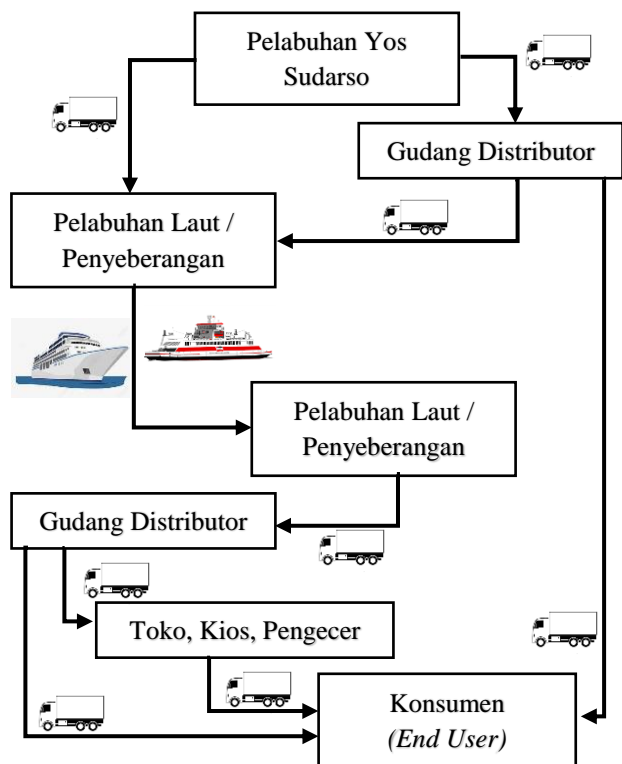 Pelabuhan Yos
Sudarso
Gudang Distributor
Pelabuhan Laut /
Penyeberangan
Pelabuhan Laut /
Penyeberangan
Gudang Distributor
Toko, Kios, Pengecer
Konsumen
(End User)